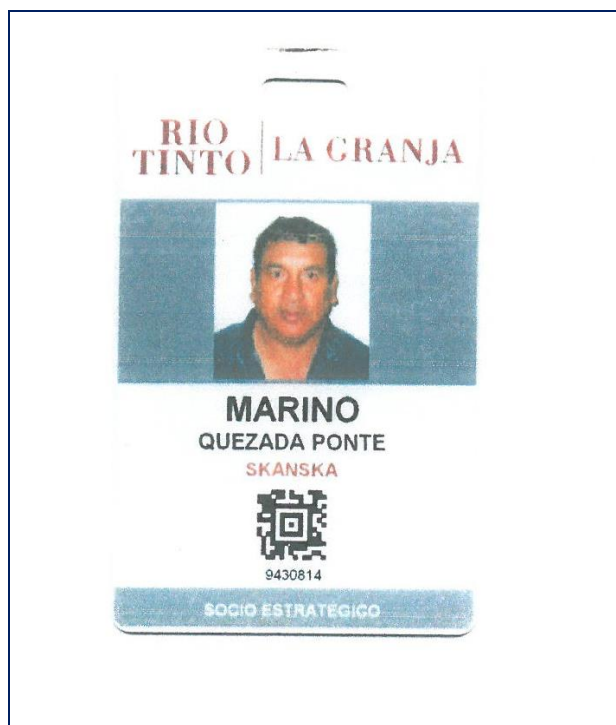 RIO
TINTO
LA GRANJA
MARINO
QUEZADA PONTE
SKANSKA
9430814
SOCIO ESTRATEGICO